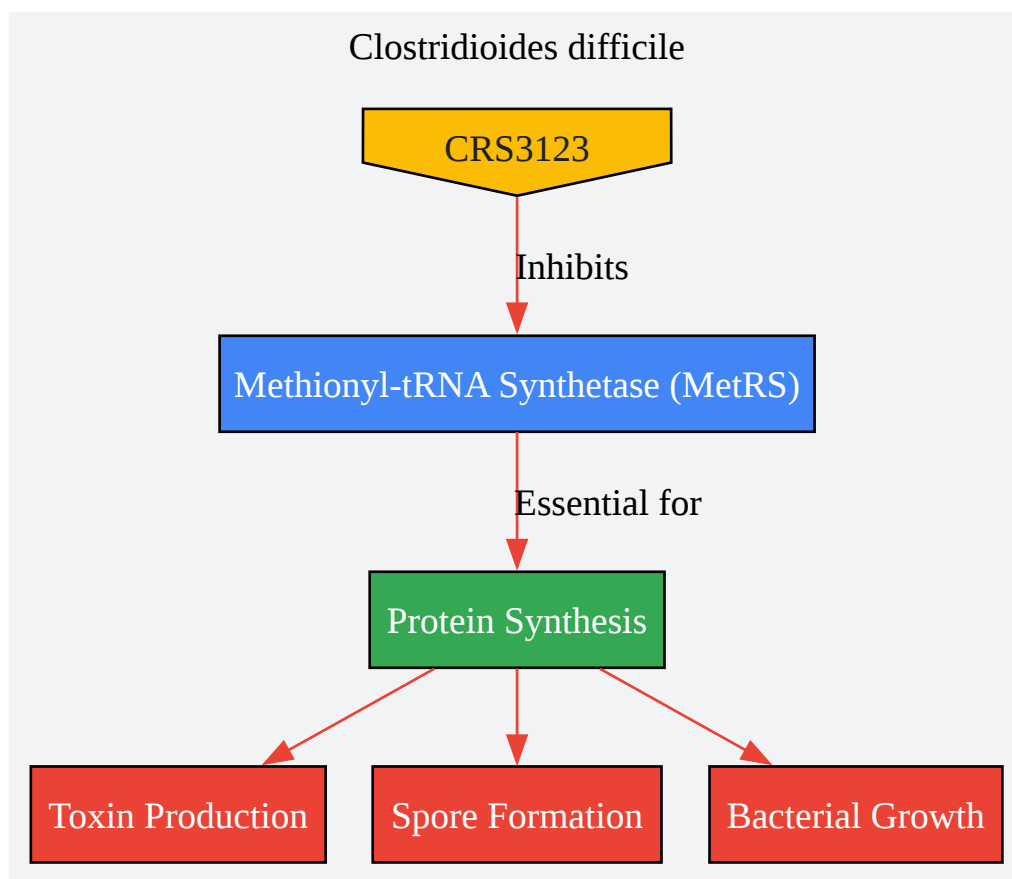 Clostridioides difficile
CRS3123
Inhibits
Methionyl-tRNA Synthetase (MetRS)
Essential for
Protein Synthesis
Toxin Production
Spore Formation
Bacterial Growth